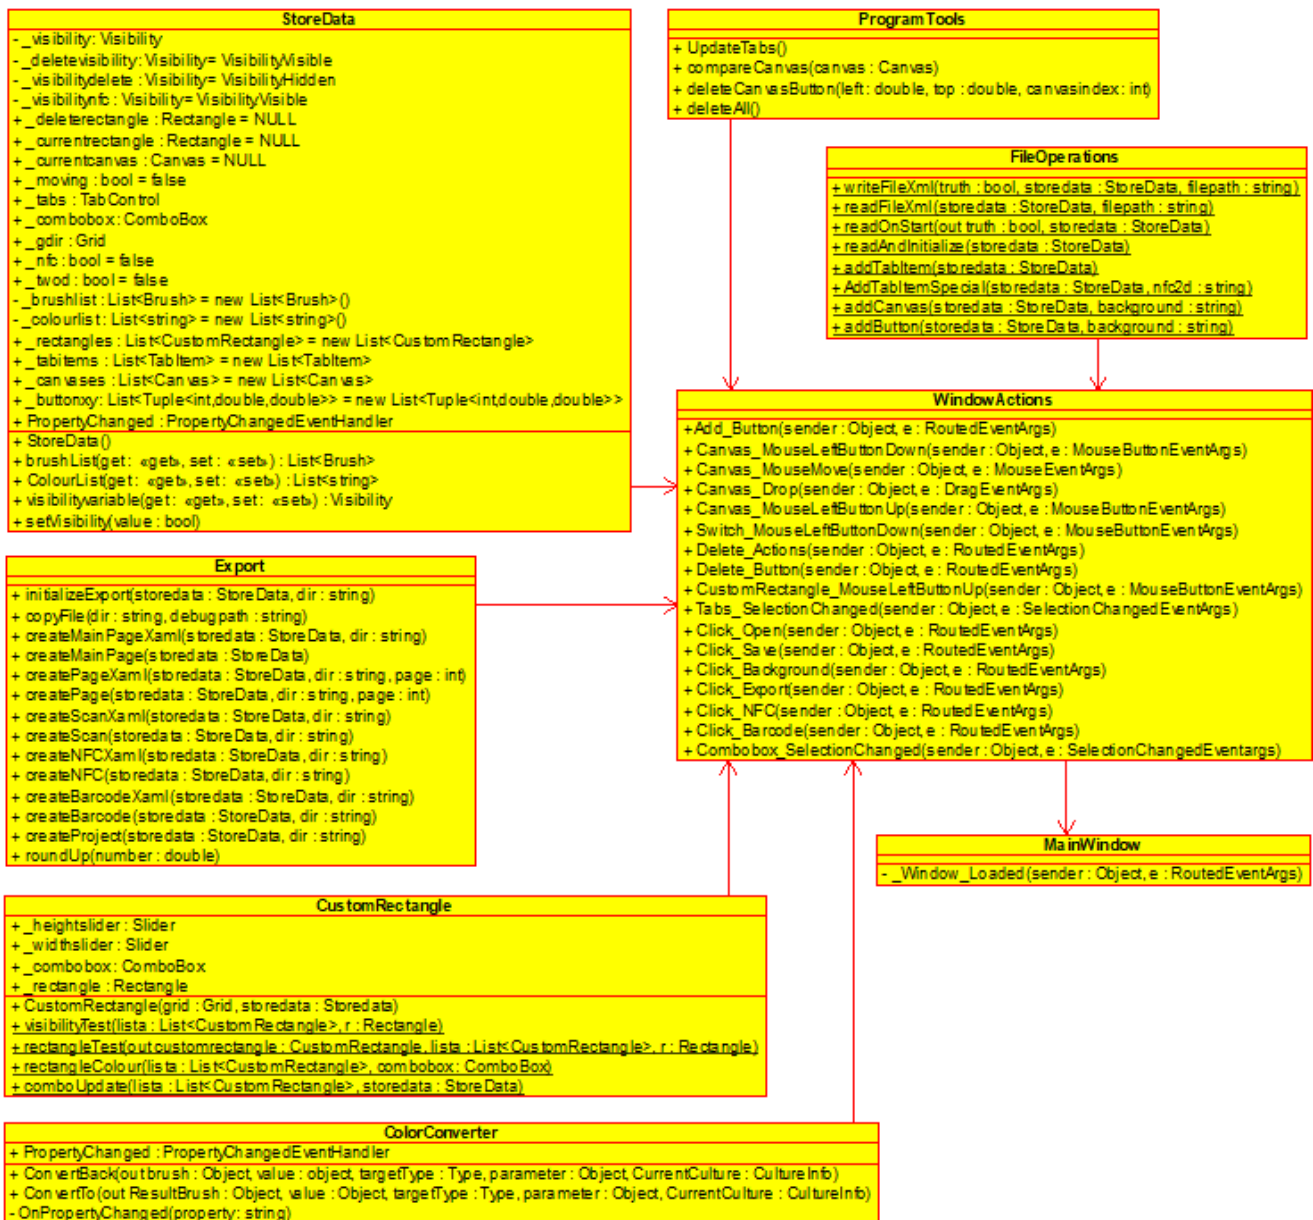 StoreData
- _visibility: Visibility
- _deletevisibility: Visibility= VisibilityVisible
- _visibilitydelete : Visibility= VisibilityHidden
- _visibilitynfc : Visibility= VisibilityVisible
+ _deleterectangle : Rectangle = NULL
+ _currentrectangle : Rectangle = NULL
+ _currentcanvas : Canvas = NULL
+ _moving : bool = false
+ _tabs : TabControl
+ _combobox : ComboBox
+ _gdir : Grid
+ _nfc : bool = false
+ _twod : bool = false
- _brushlist : List<Brush> = new List<Brush>()
- _colourlist : List<string> = new List<string>()
+ _rectangles : List<CustomRectangle> = new List<CustomRectangle>
+ _tabitems : List<TabItem> = new List<TabItem>
+ _canvases : List<Canvas> = new List<Canvas>
+ _buttonxy: List<Tuple<int,double,double>> = new List<Tuple<int,double,double>>
+ PropertyChanged : PropertyChangedEventHandler
+ StoreData()
+ brushList(get : «get», set : «set») : List<Brush>
+ ColourList(get : «get», set : «set») : List<string>
+ visibilityvariable(get : «get», set : «set») : Visibility
+ setVisibility(value : bool)
Program Tools
+ UpdateTabs()
+ compareCanvas(canvas : Canvas)
+ deleteCanvasButton(left : double, top : double, canvasindex : int)
+ deleteAll()
FileOperations
+ writeFileXml(truth : bool, storedata : StoreData, filepath : string)
+ readFileXml(storedata : StoreData, filepath : string)
+ readOnStart(out truth : bool, storedata : StoreData)
+ readAndInitialize(storedata : StoreData)
+ addTabItem(storedata : StoreData)
+ AddTabItemSpecial(storedata : StoreData, nfc2d : string)
+ addCanvas(storedata : StoreData, background : string)
+ addButton(storedata : StoreData, background : string)
WindowActions
+Add_Button(sender : Object, e : RoutedEventArgs)
+ Canvas_MouseLeftButtonDown(sender : Object, e : MouseButtonEventArgs)
+ Canvas_MouseMove(sender : Object, e : MouseEventArgs)
+ Canvas_Drop(sender : Object, e : DragEventArgs)
+ Canvas_MouseLeftButtonUp(sender : Object, e : MouseButtonEventArgs)
+ Switch_MouseLeftButtonDown(sender : Object, e : MouseButtonEventArgs)
+ Delete_Actions(sender : Object, e : RoutedEventArgs)
+ Delete_Button(sender : Object, e : RoutedEventArgs)
+ CustomRectangle_MouseLeftButtonUp(sender : Object, e : MouseButtonEventArgs)
+ Tabs_SelectionChanged(sender : Object, e : SelectionChangedEventArgs)
+ Click_Open(sender : Object, e : RoutedEventArgs)
+ Click_Save(sender : Object, e : RoutedEventArgs)
+ Click_Background(sender : Object, e : RoutedEventArgs)
+ Click_Export(sender : Object, e : RoutedEventArgs)
+ Click_NFC(sender : Object, e : RoutedEventArgs)
+ Click_Barcode(sender : Object, e : RoutedEventArgs)
+ Combobox_SelectionChanged(sender : Object, e : SelectionChangedEventargs)
Export
+ initializeExport(storedata : StoreData, dir : string)
+ copyFile(dir : string, debugpath : string)
+ createMainPageXaml(storedata : StoreData, dir : string)
+ createMainPage(storedata : StoreData)
+ createPageXaml(storedata : StoreData, dir : string, page : int)
+ createPage(storedata : StoreData, dir : string, page : int)
+ createScanXaml(storedata : StoreData, dir : string)
+ createScan(storedata : StoreData, dir : string)
+ createNFCXaml(storedata : StoreData, dir : string)
+ createNFC(storedata : StoreData, dir : string)
+ createBarcodeXaml(storedata : StoreData, dir : string)
+ createBarcode(storedata : StoreData, dir : string)
+ createProject(storedata : StoreData, dir : string)
+ roundUp(number : double)
MainWindow
- _Window_Loaded(sender : Object, e : RoutedEventArgs)
CustomRectangle
+ _heightslider : Slider
+ _widthslider : Slider
+ _combobox : ComboBox
+ _rectangle : Rectangle
+ CustomRectangle(grid : Grid, storedata : Storedata)
+ visibilityTest(lista : List<CustomRectangle>, r : Rectangle)
+ rectangleTest(out customrectangle : CustomRectangle, lista : List<CustomRectangle>, r : Rectangle)
+ rectangleColour(lista : List<CustomRectangle>, combobox : ComboBox)
+ comboUpdate(lista : List<CustomRectangle>, storedata : StoreData)
ColorConverter
+ PropertyChanged : PropertyChangedEventHandler
+ ConvertBack(out brush : Object, value : object, targetType : Type, parameter : Object, CurrentCulture : CultureInfo)
+ ConvertTo(out ResultBrush : Object, value : Object, targetType : Type, parameter : Object, CurrentCulture : CultureInfo)
- OnPropertyChanged(property: string)